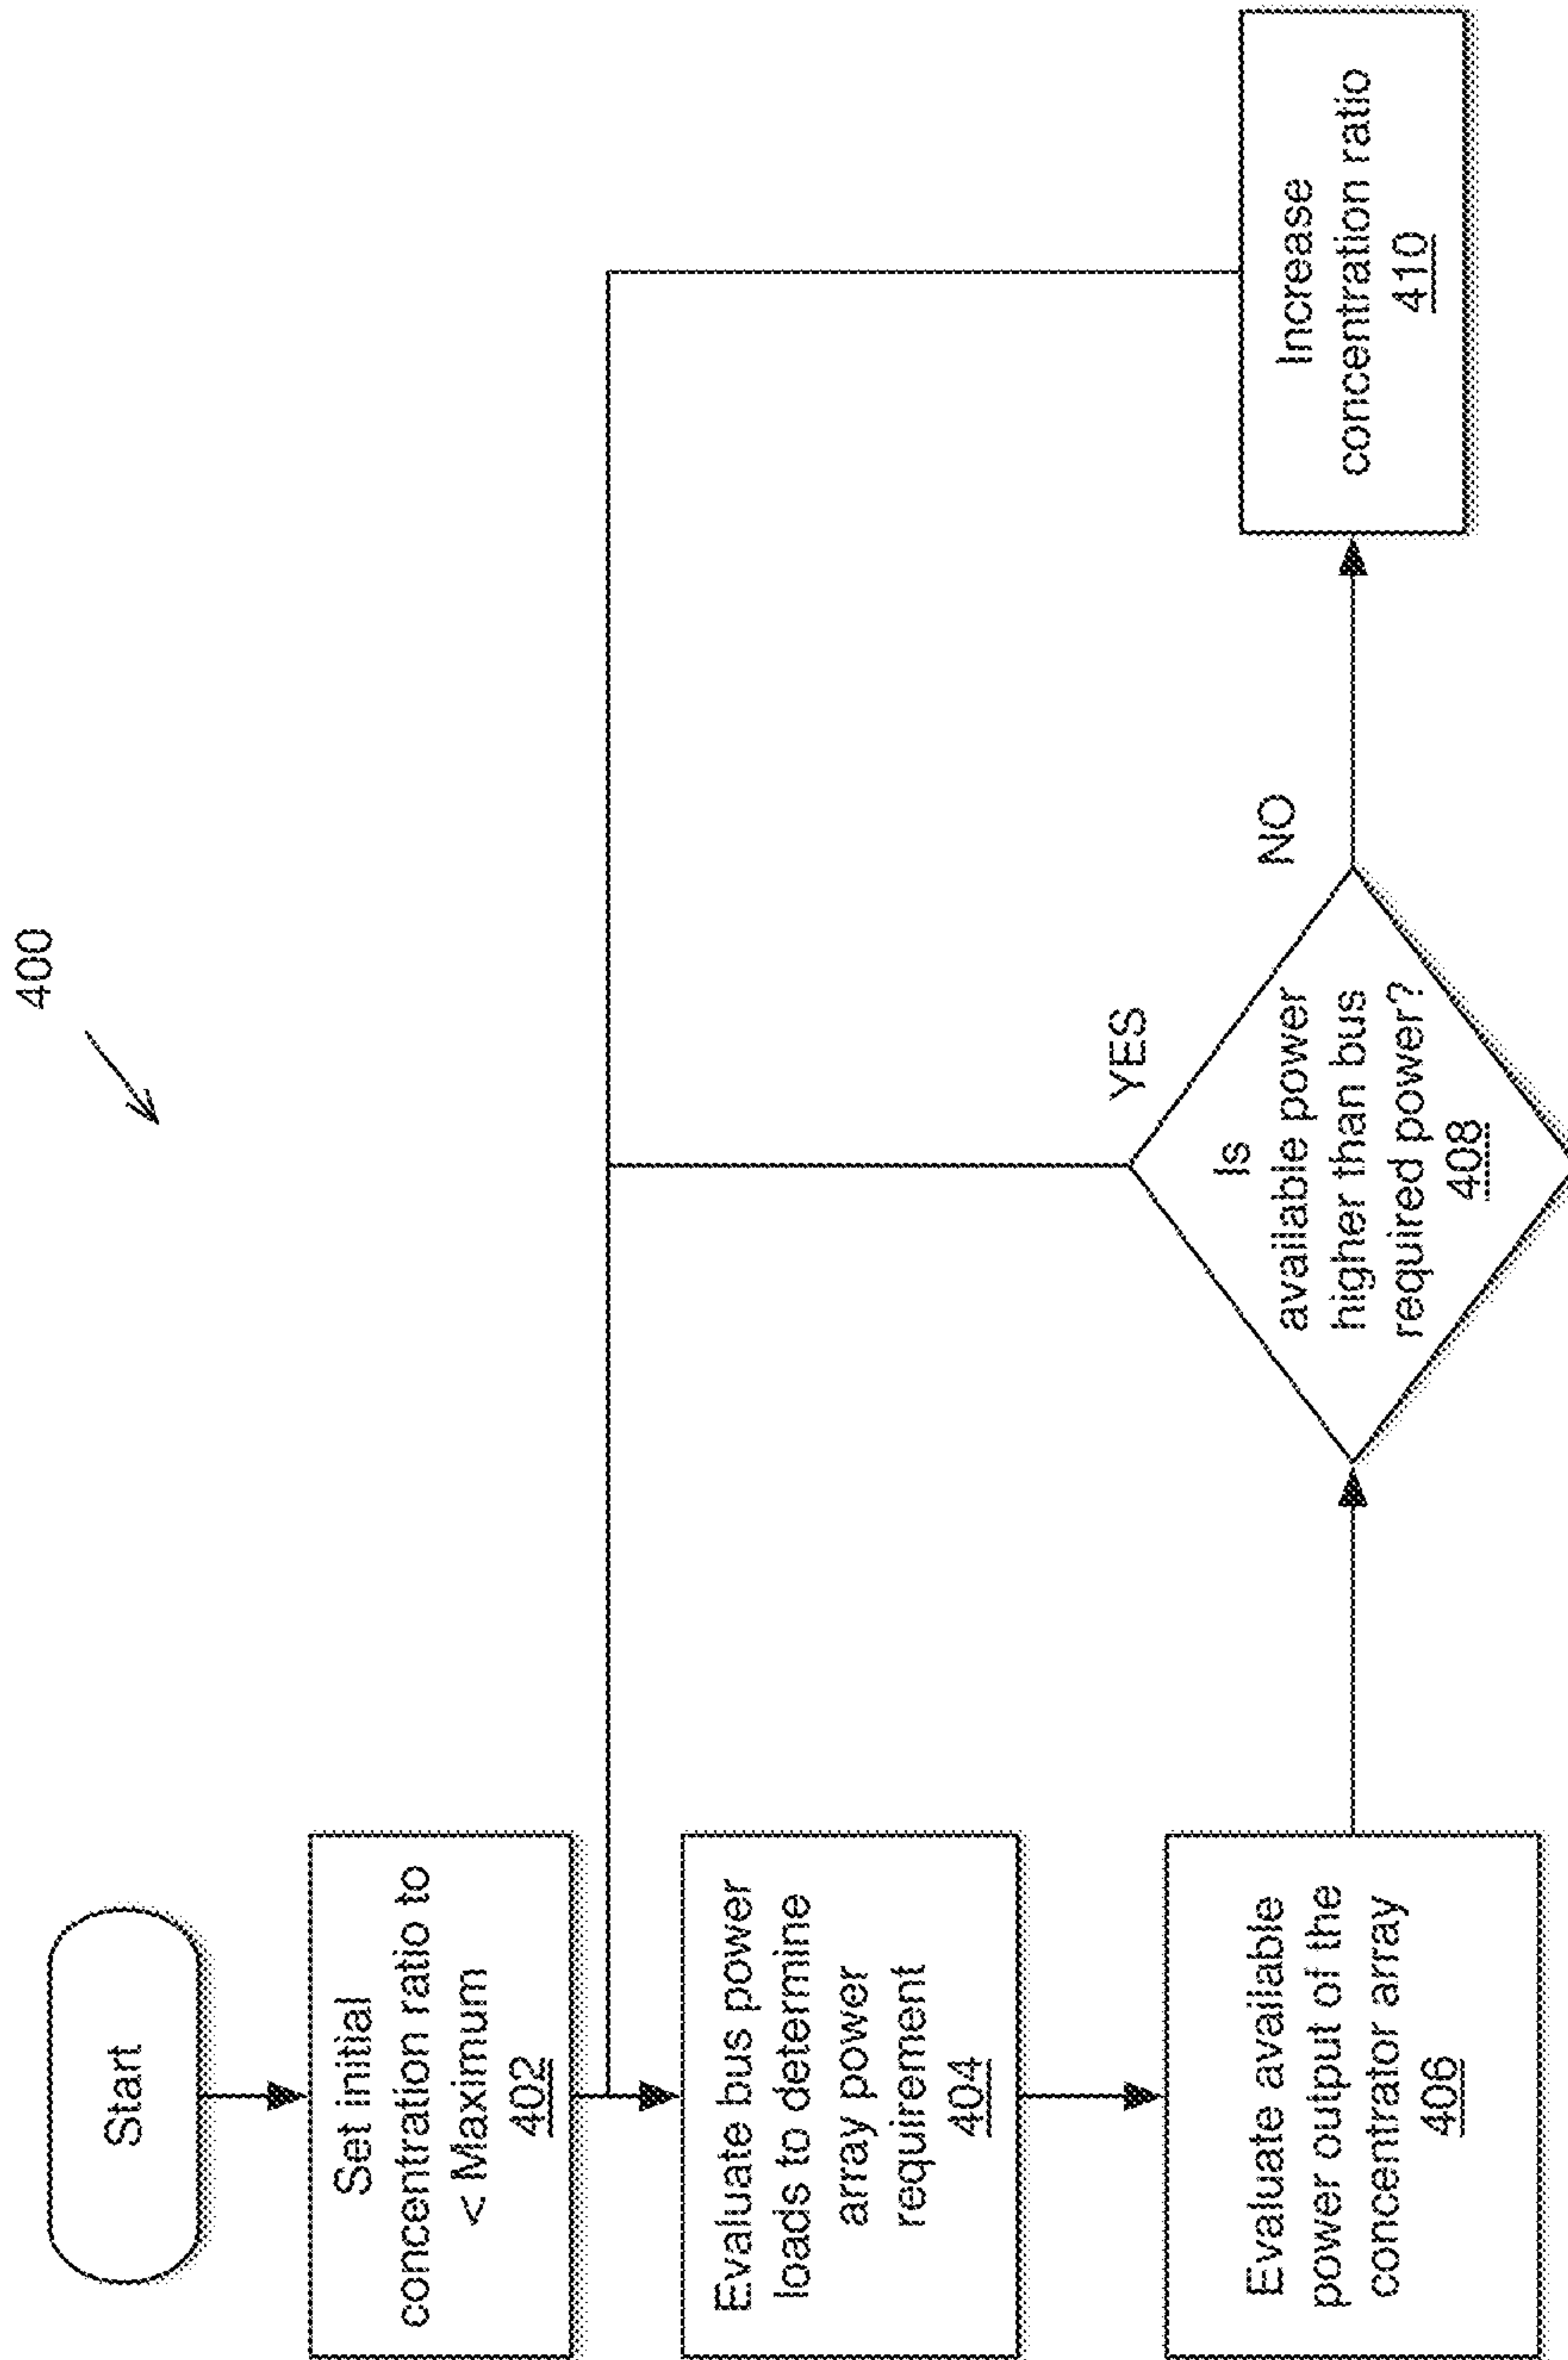 400
Start
Set initial
concentration ratio to
< Maximum
402
Evaluate bus power
loads to determine
array power
requirement
404
Evaluate available
power output of the
concentrator array
406
Is
available power
higher than bus
required power?
408
YES
NO
Increase
concentration ratio
410